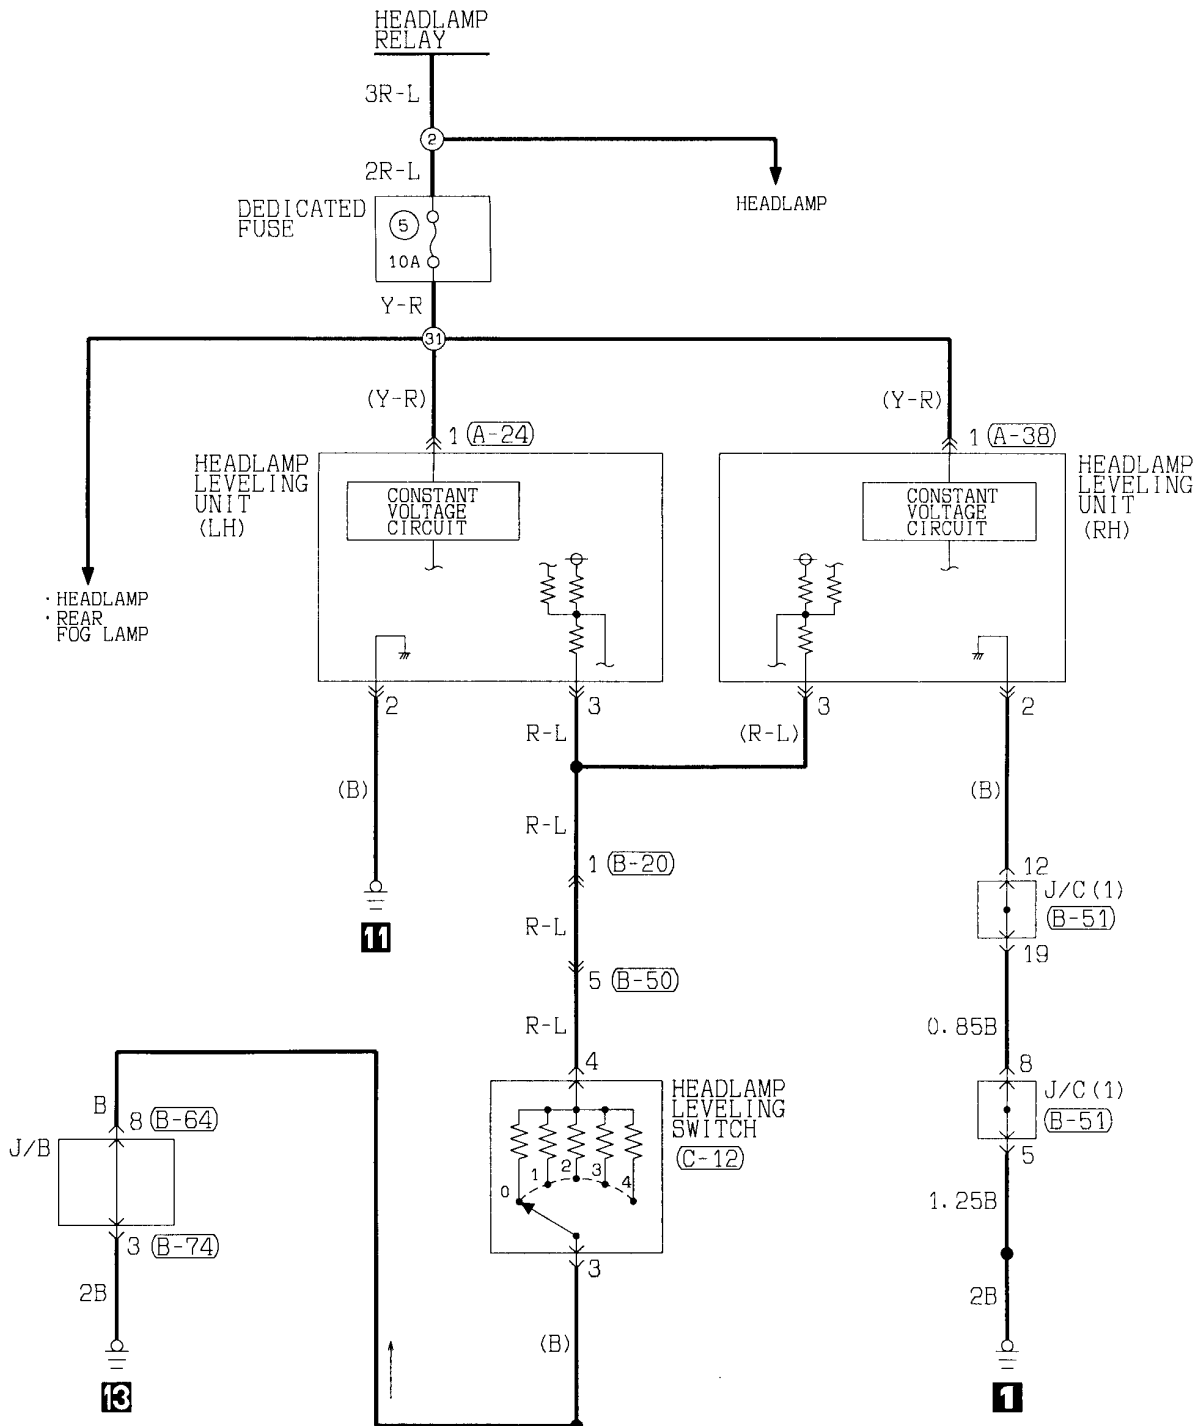 HEADLAMP
RELAY
3R-L
2
2R-L
HEADLAMP
DEDICATED
FUSE
5
10A
Y-R
31
(Y-R)
(Y-R)
1 (A-24)
1 (A-38)
HEADLAMP
LEVELING
UNIT
(LH)
CONSTANT
VOLTAGE
CIRCUIT
CONSTANT
VOLTAGE
CIRCUIT
HEADLAMP
LEVELING
UNIT
(RH)
· HEADLAMP
· REAR
FOG LAMP
2
3
3
2
R-L
(R-L)
(B)
(B)
R-L
1 (B-20)
12
J/C (1)
(B-51)
R-L
11
19
5 (B-50)
R-L
0.85B
4
8
HEADLAMP
LEVELING
SWITCH
(C-12)
J/C (1)
(B-51)
B
8 (B-64)
J/B
0
1
2
3
4
5
1.25B
3 (B-74)
3
2B
2B
(B)
13
1